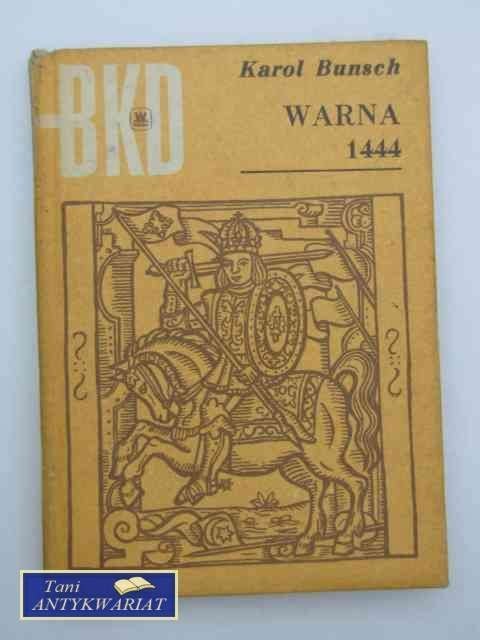 BKD
Karol Bunsch
WARNA
1444
Tani
ANTYKWARIAT